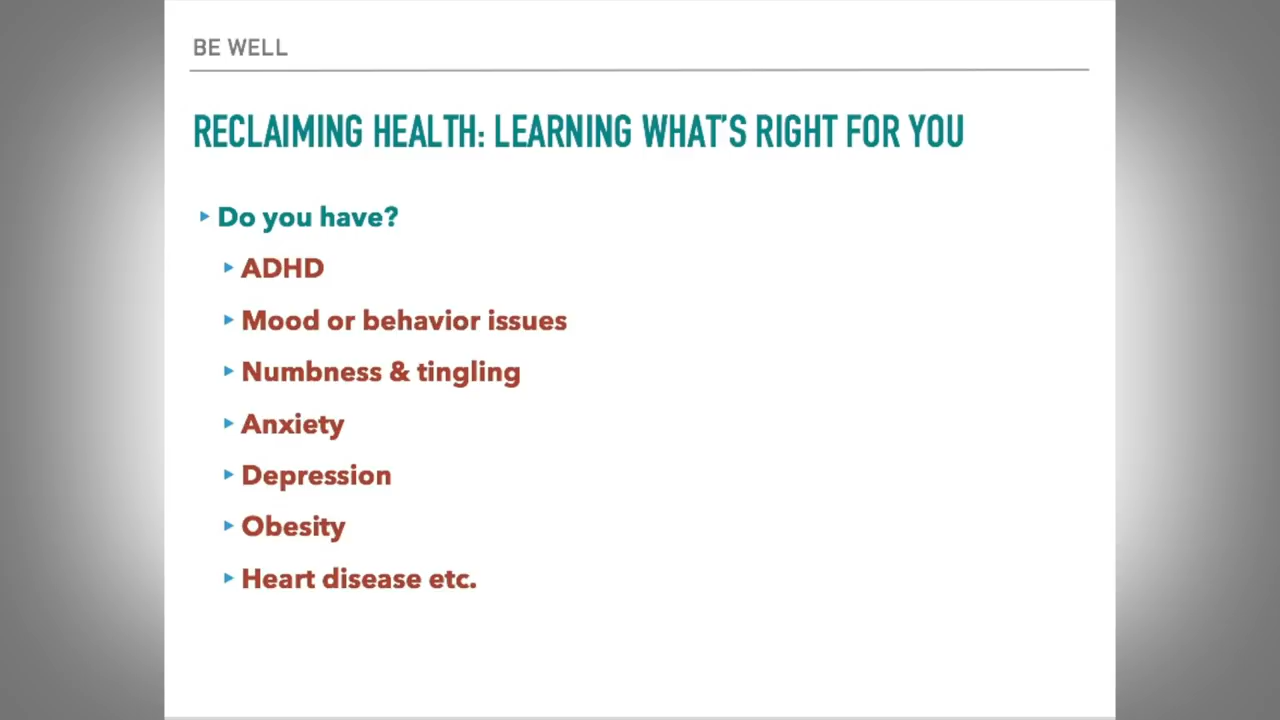 BE WELL
RECLAIMING HEALTH: LEARNING WHAT'S RIGHT FOR YOU
Do you have?
ADHD
Mood or behavior issues
Numbness & tingling
Anxiety
Depression
Obesity
Heart disease etc.